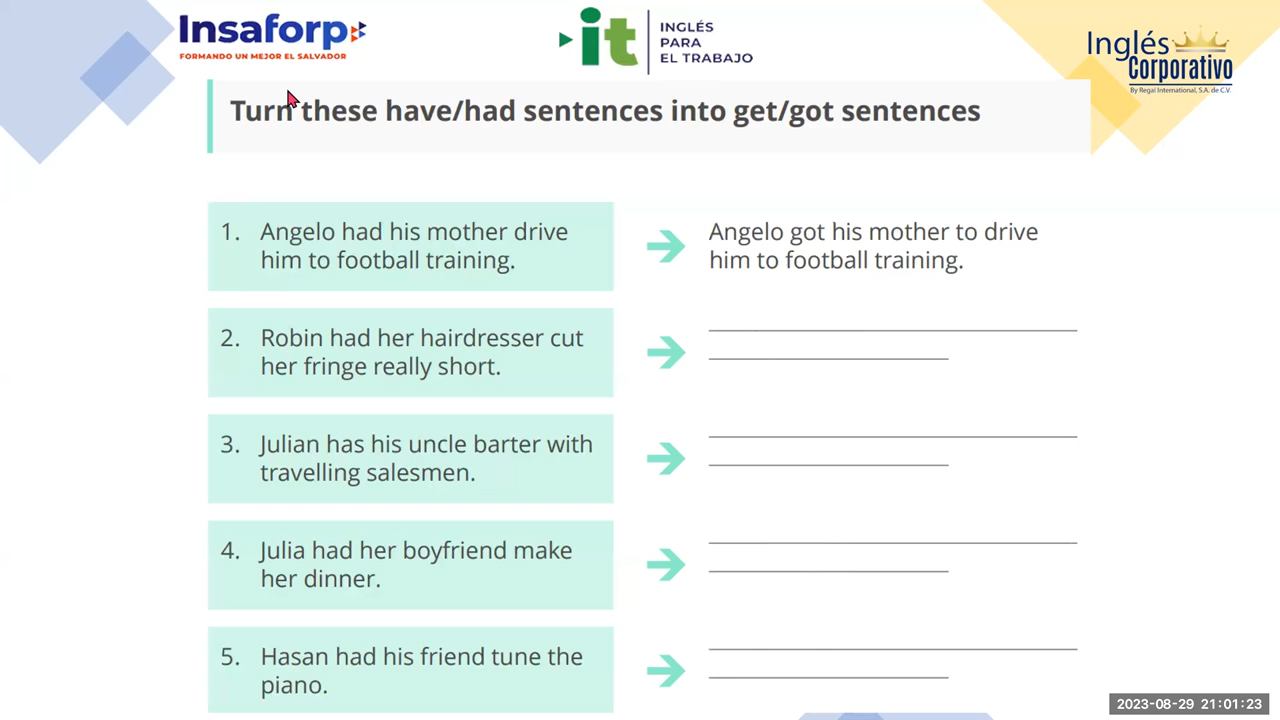 Insaforp
FORMANDO UN MEJOR EL SALVADOR
it
INGLÉS
PARA
EL TRABAJO
Inglés
Corporativo
By Regal International, S.A. de C.V.
Turn these have/had sentences into get/got sentences
1. Angelo had his mother drive
him to football training.
Angelo got his mother to drive
him to football training.
2. Robin had her hairdresser cut
her fringe really short.
3. Julian has his uncle barter with
travelling salesmen.
4. Julia had her boyfriend make
her dinner.
5. Hasan had his friend tune the
piano.
2023-08-29 21:01:23